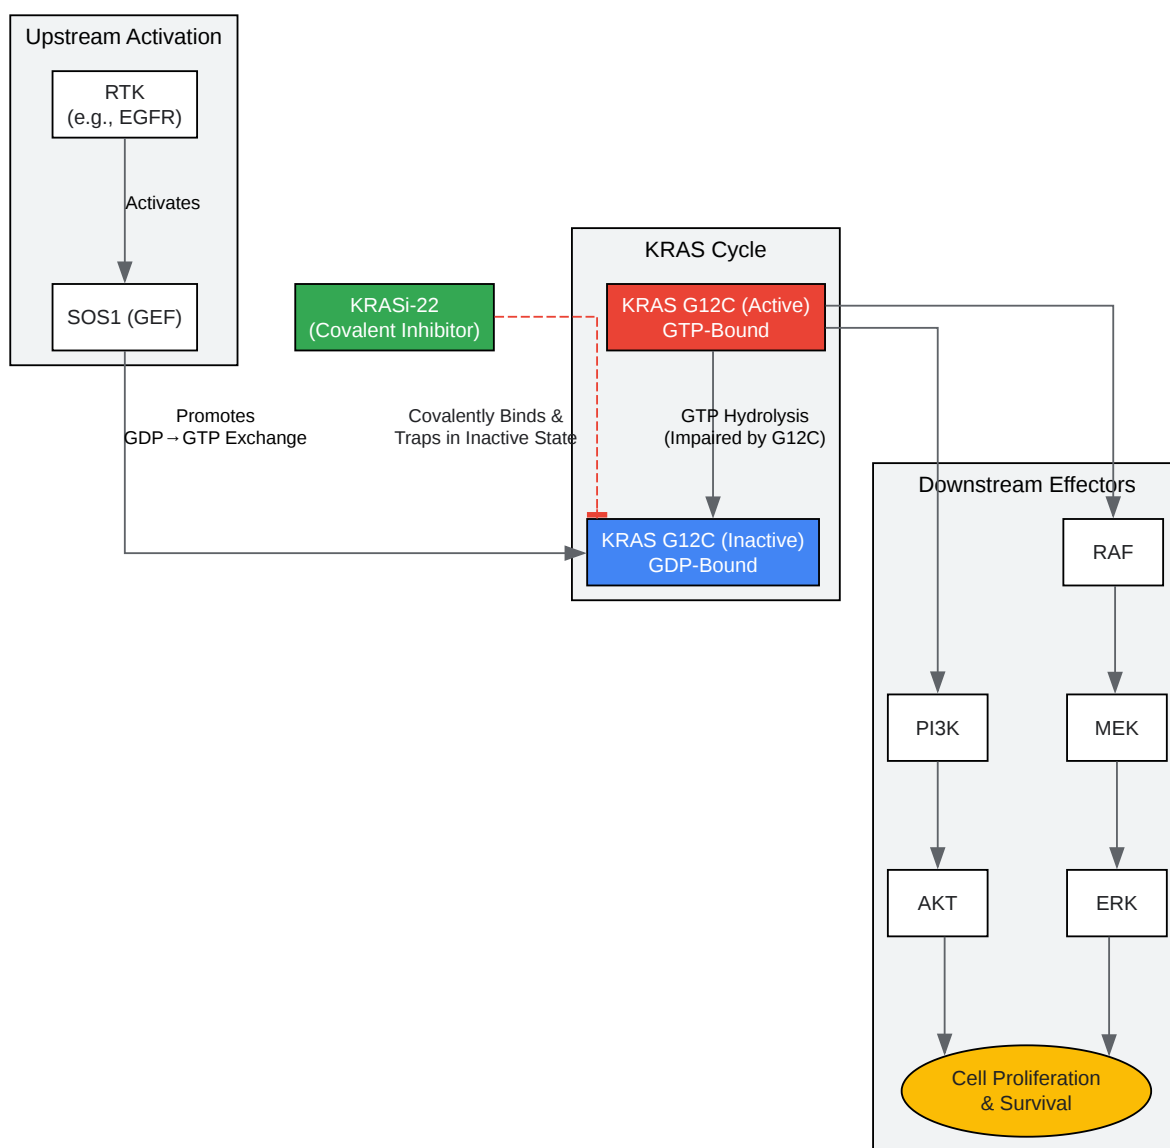 Upstream Activation
RTK
(e.g., EGFR)
Activates
SOS1 (GEF)
Promotes
GDP→GTP Exchange
KRASi-22
(Covalent Inhibitor)
Covalently Binds &
Traps in Inactive State
KRAS Cycle
KRAS G12C (Active)
GTP-Bound
GTP Hydrolysis
(Impaired by G12C)
KRAS G12C (Inactive)
GDP-Bound
Downstream Effectors
RAF
PI3K
MEK
AKT
ERK
Cell Proliferation
& Survival